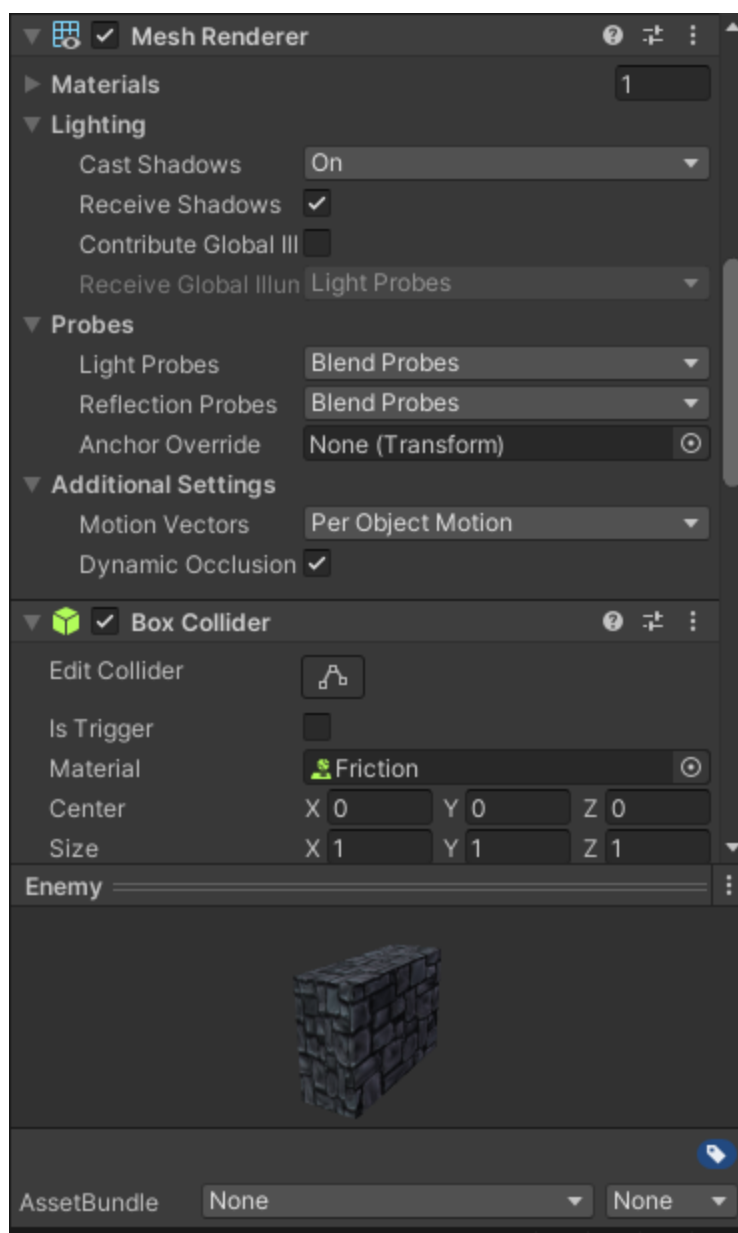 Mesh Renderer
Materials 1
Lighting
Cast Shadows On
Receive Shadows
Contribute Global Ill
Receive Global Illun Light Probes
Probes
Light Probes Blend Probes
Reflection Probes Blend Probes
Anchor Override None (Transform)
Additional Settings
Motion Vectors Per Object Motion
Dynamic Occlusion
Box Collider
Edit Collider
Is Trigger
Material Friction
Center X 0 Y 0 Z 0
Size X 1 Y 1 Z 1
Enemy
AssetBundle None None